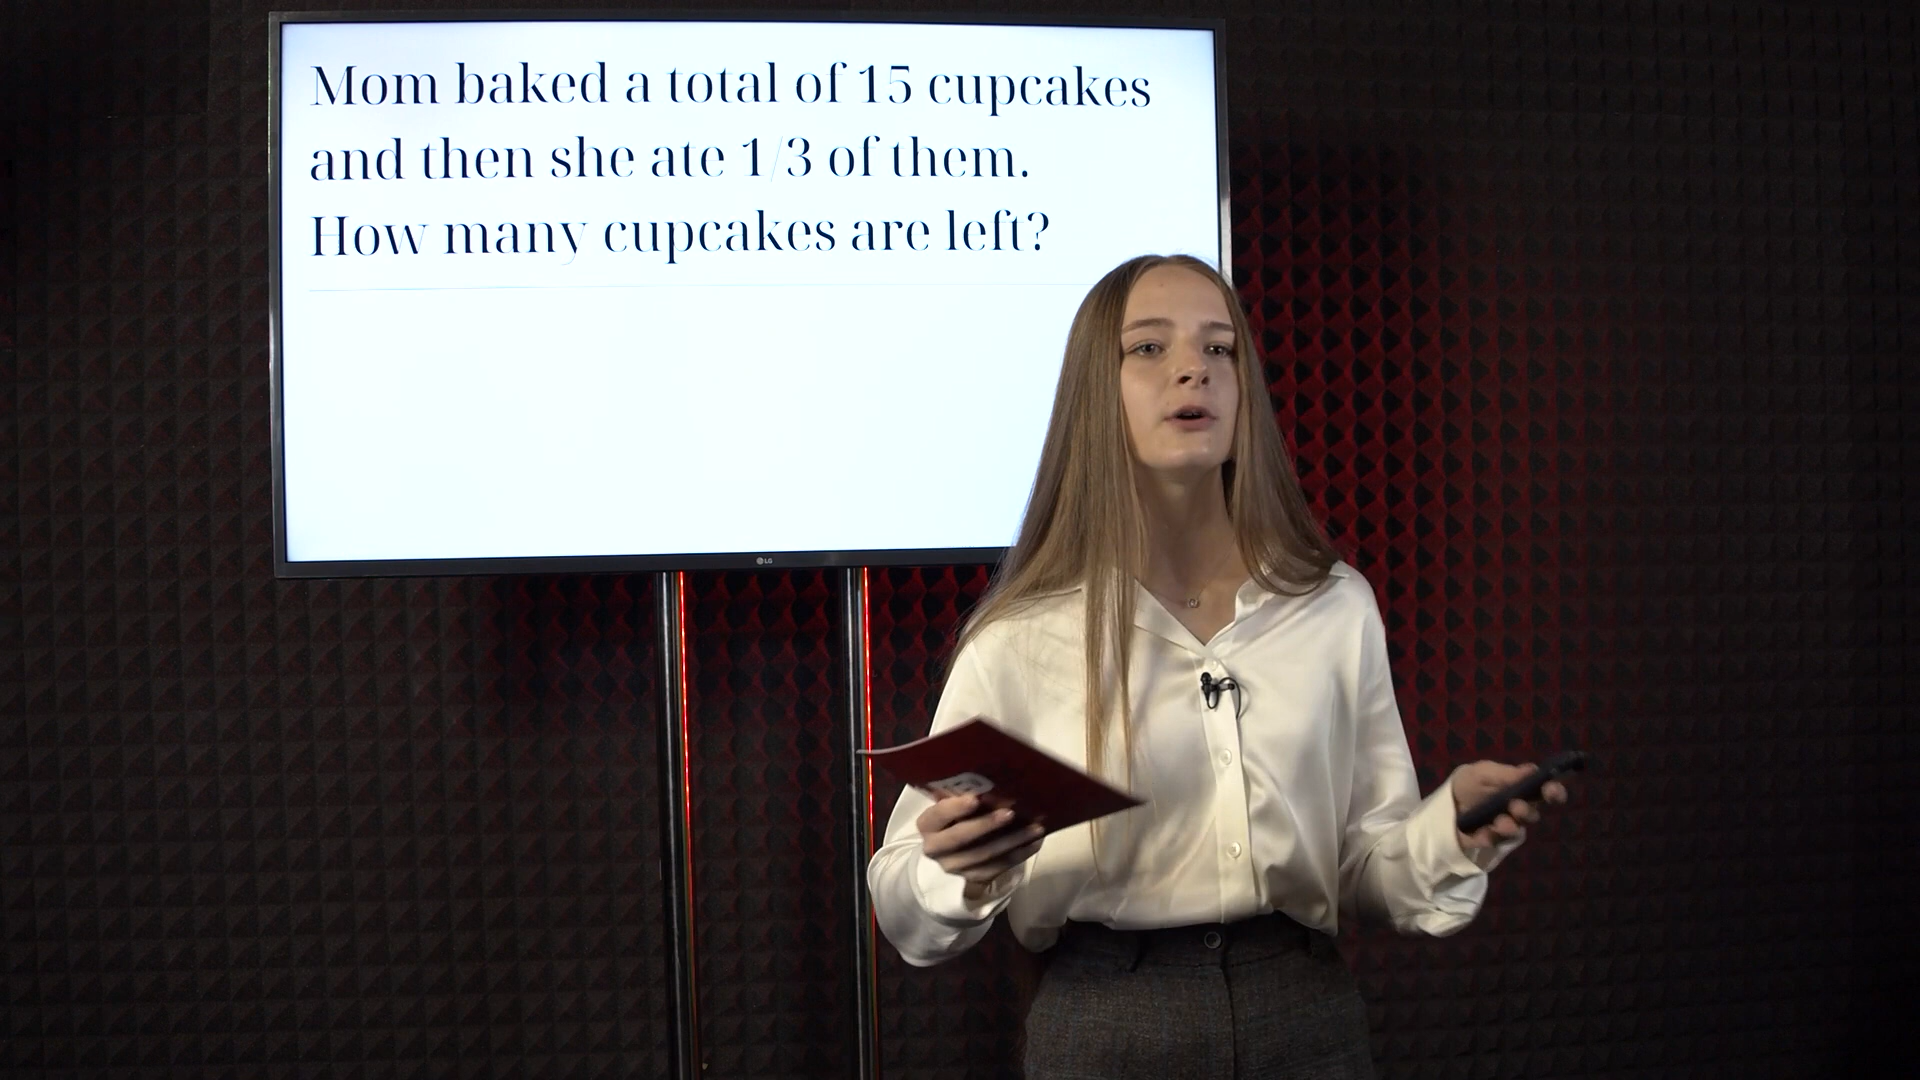 Mom baked a total of 15 cupcakes
and then she ate 1/3 of them.
How many cupcakes are left?
LG